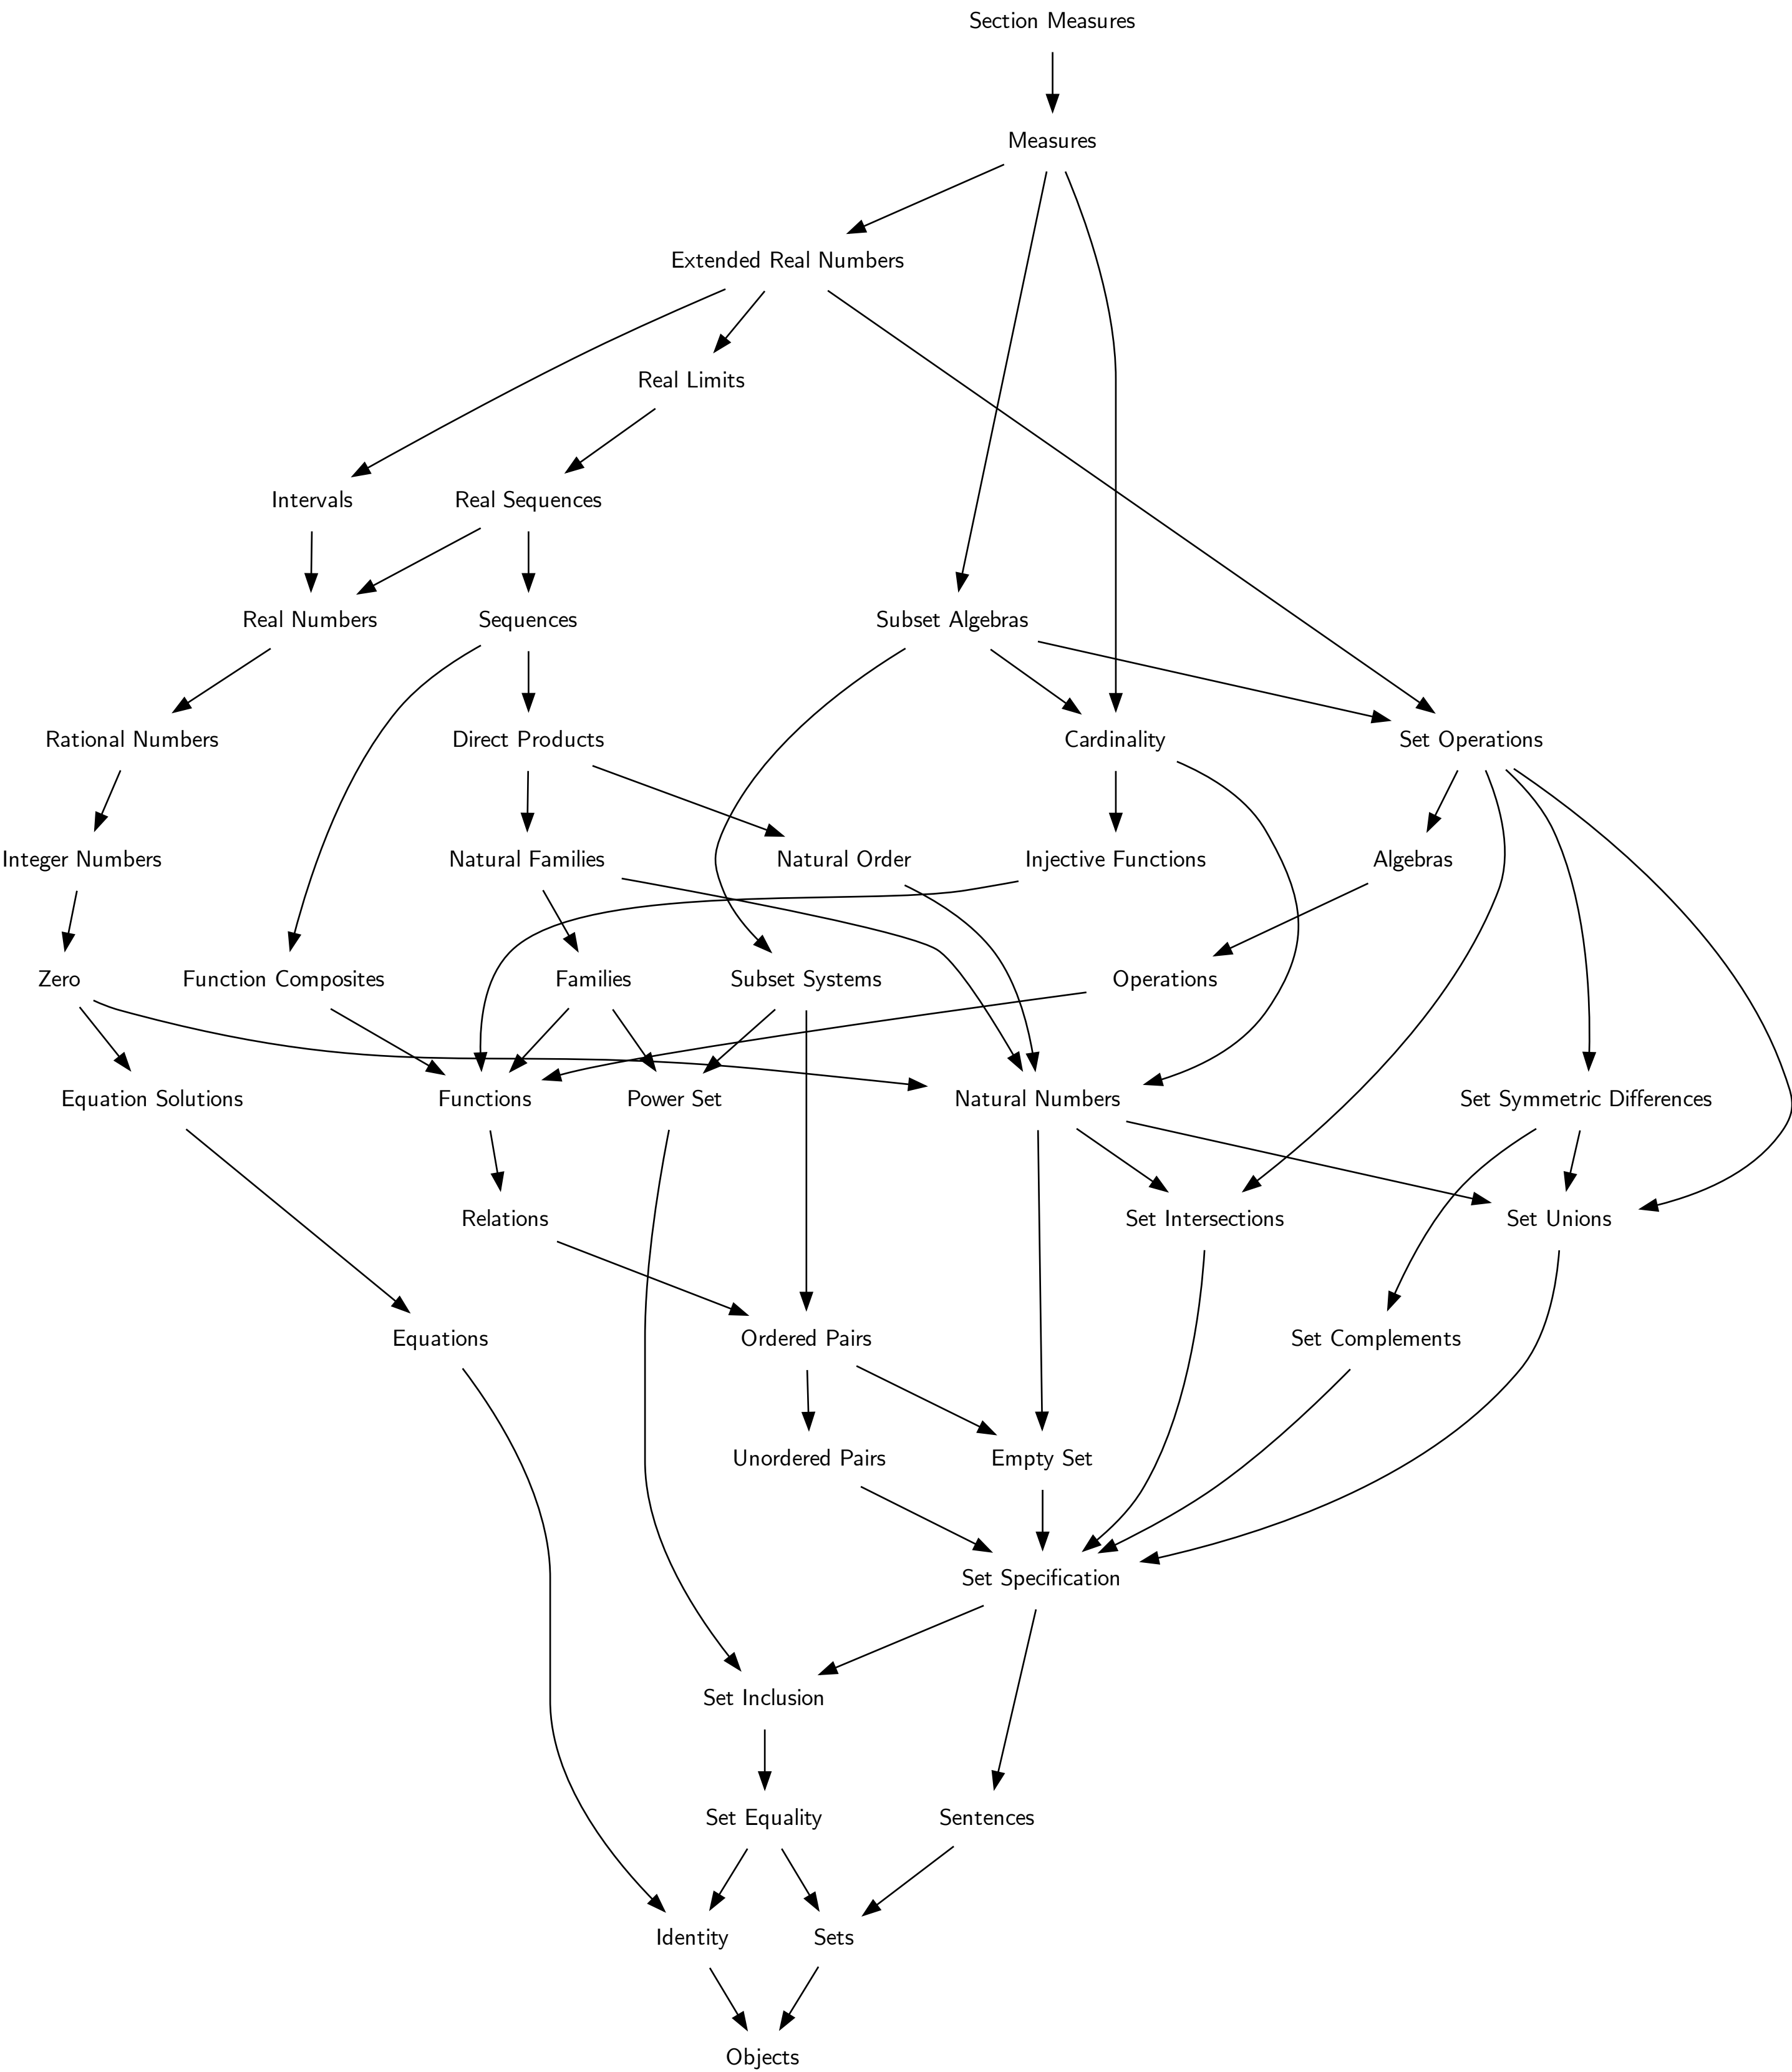 Section Measures
Measures
Extended Real Numbers
Real Limits
Intervals
Real Sequences
Real Numbers
Sequences
Subset Algebras
Rational Numbers
Direct Products
Cardinality
Set Operations
Integer Numbers
Natural Families
Natural Order
Injective Functions
Algebras
Zero
Function Composites
Families
Subset Systems
Operations
Equation Solutions
Functions
Power Set
Natural Numbers
Set Symmetric Differences
Relations
Set Intersections
Set Unions
Equations
Ordered Pairs
Set Complements
Unordered Pairs
Empty Set
Set Specification
Set Inclusion
Set Equality
Sentences
Identity
Sets
Objects